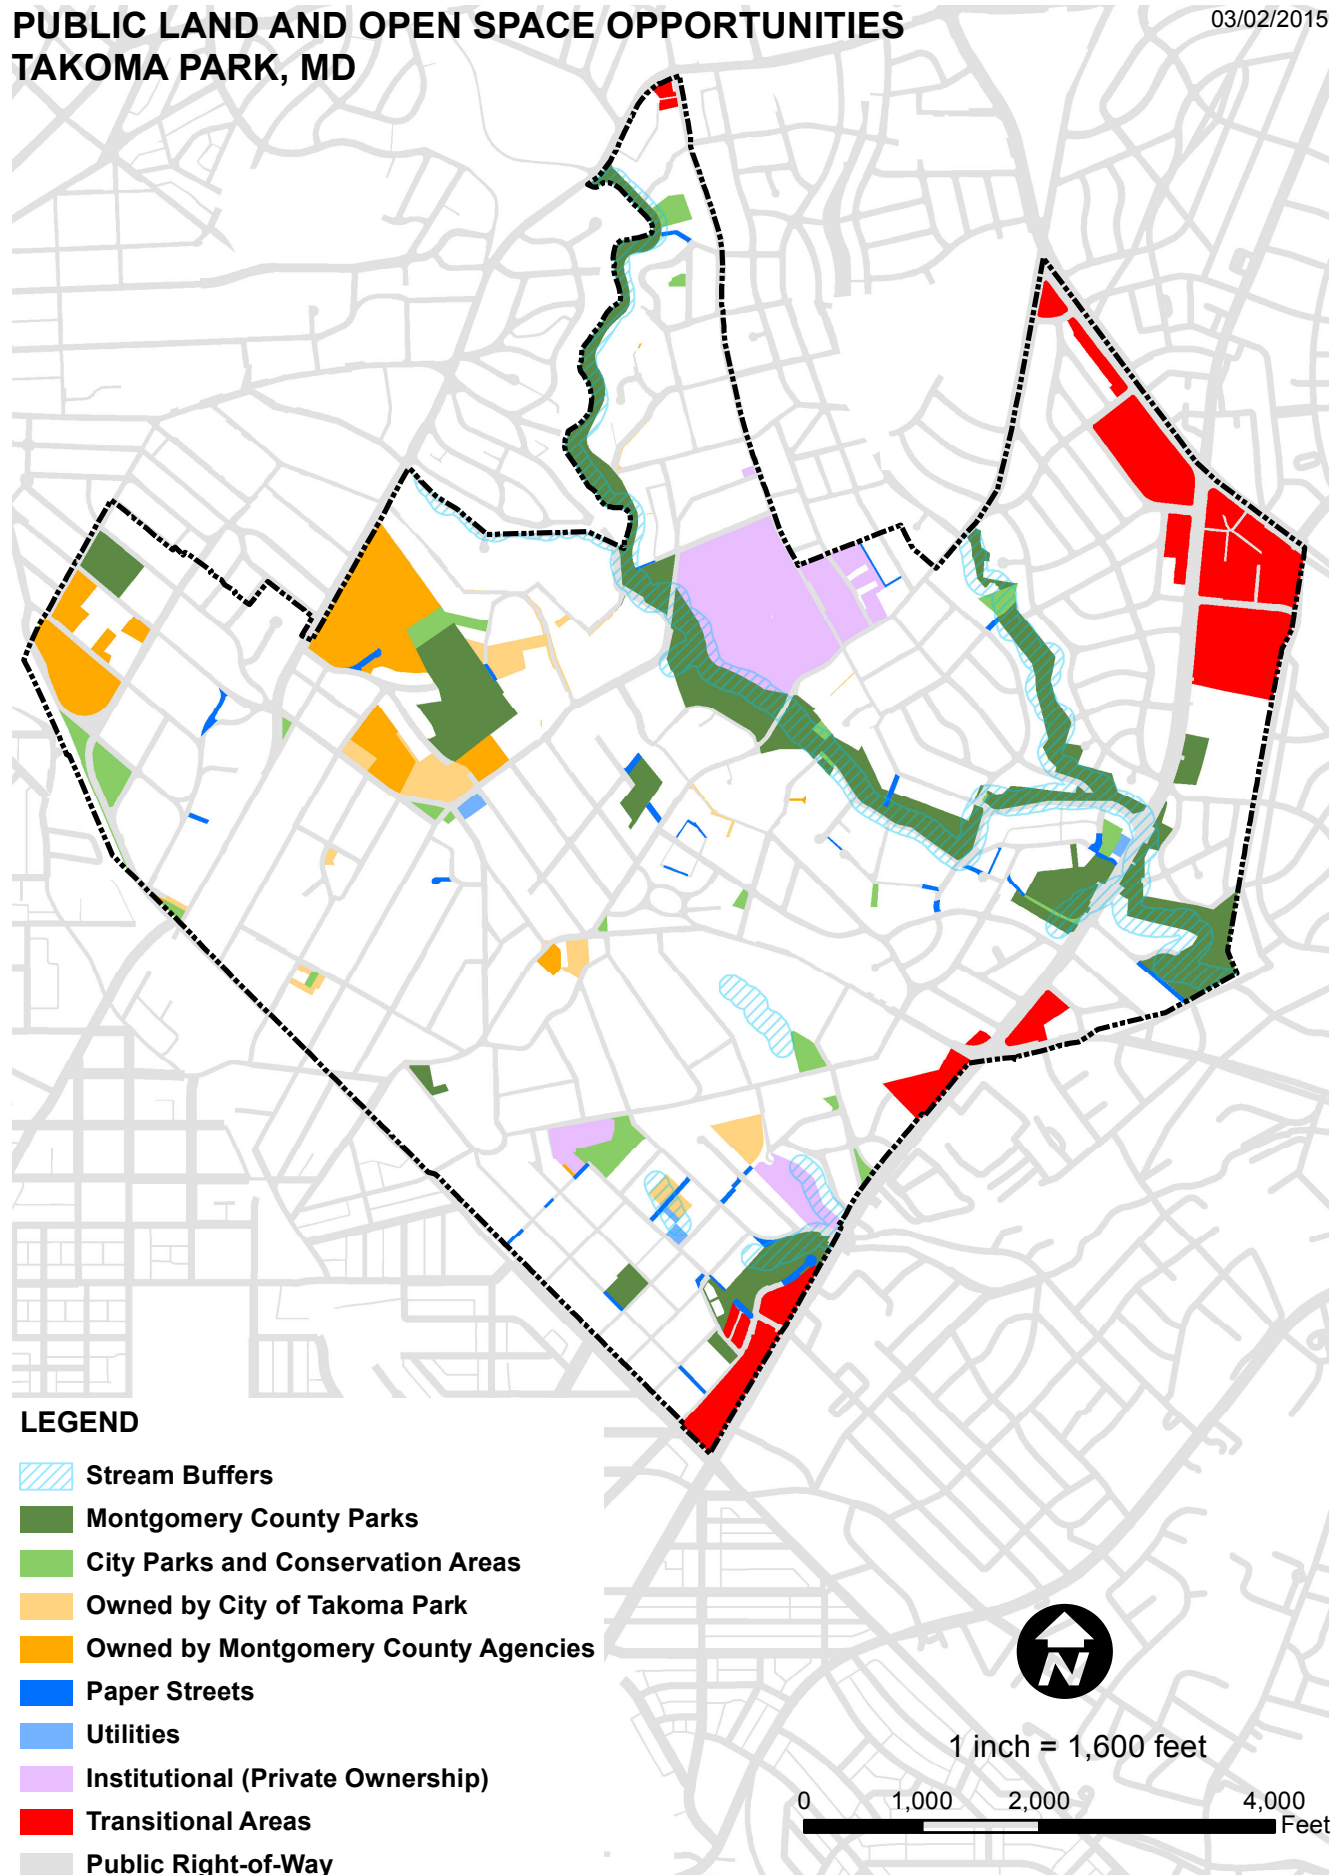 PUBLIC LAND AND OPEN SPACE OPPORTUNITIES
TAKOMA PARK, MD
03/02/2015
LEGEND
Stream Buffers
Montgomery County Parks
City Parks and Conservation Areas
Owned by City of Takoma Park
Owned by Montgomery County Agencies
Paper Streets
Utilities
Institutional (Private Ownership)
Transitional Areas
Public Right-of-Way
N
1 inch = 1,600 feet
0 1,000 2,000 4,000
Feet